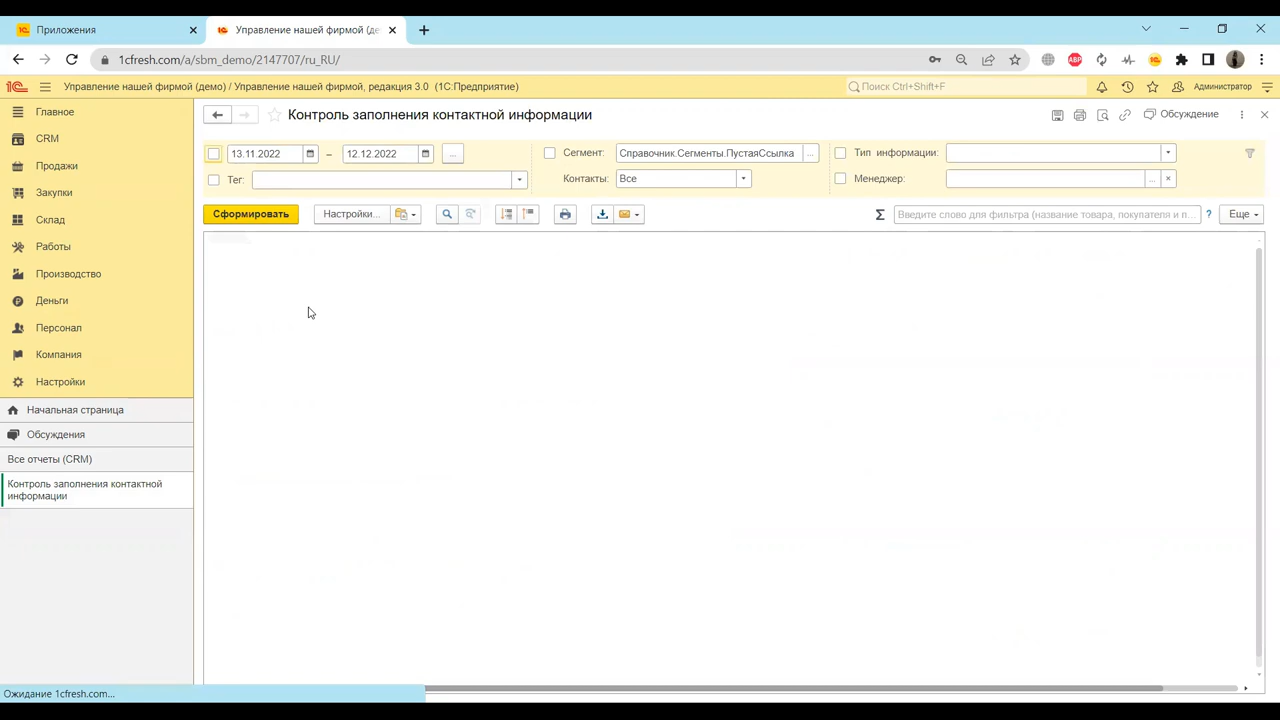 Приложения
Управление нашей фирмой (де
1cfresh.com/a/sbm_demo/2147707/ru_RU/
ABP
Управление нашей фирмой (демо) / Управление нашей фирмой, редакция 3.0 (1С:Предприятие)
Поиск Ctrl+Shift+F
Администратор
Главное
CRM
Продажи
Закупки
Склад
Работы
Производство
Деньги
Персонал
Компания
Настройки
Начальная страница
Обсуждения
Все отчеты (CRM)
Контроль заполнения контактной
информации
Контроль заполнения контактной информации
Обсуждение
13.11.2022 – 12.12.2022 ...
Сегмент: Справочник.Сегменты.ПустаяСсылка ...
Тип информации:
Тег:
Контакты: Все
Менеджер: ...
Сформировать
Настройки...
Σ
Введите слово для фильтра (название товара, покупателя и п...
?
Еще
Ожидание 1cfresh.com...